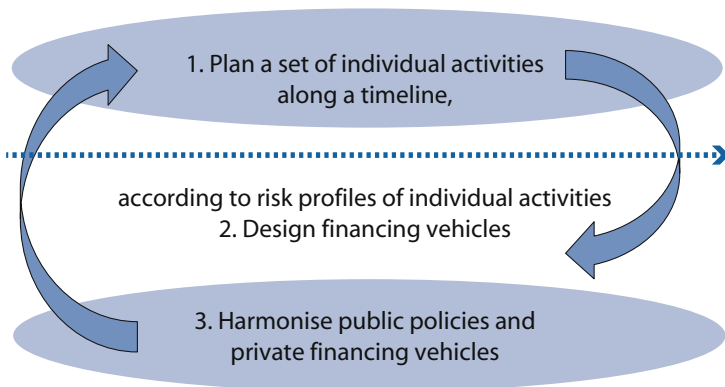 1. Plan a set of individual activities
along a timeline,
according to risk profiles of individual activities
2. Design financing vehicles
3. Harmonise public policies and
private financing vehicles